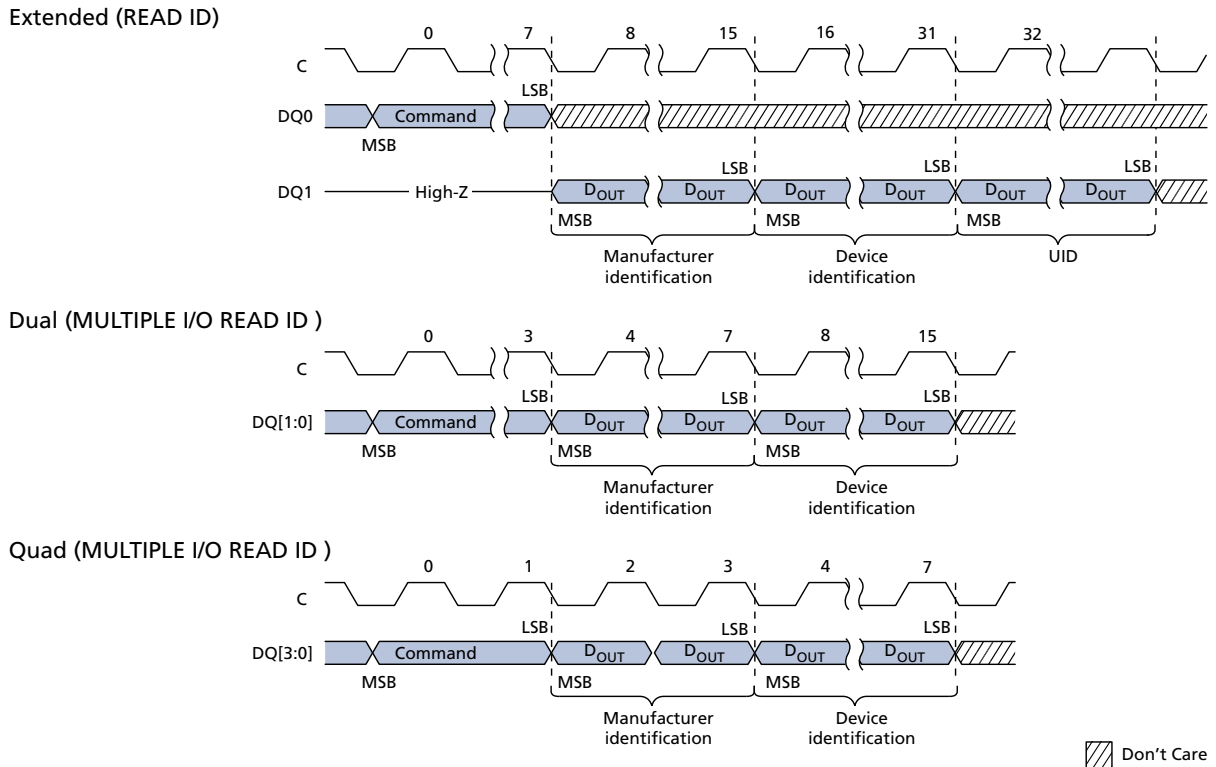 Extended (READ ID)
0 7 8 15 16 31 32
C
LSB
DQ0 Command
MSB
LSB LSB LSB
DQ1 High-Z DOUT DOUT DOUT DOUT DOUT DOUT
MSB MSB MSB
Manufacturer identification Device identification UID
Dual (MULTIPLE I/O READ ID )
0 3 4 7 8 15
C
LSB LSB LSB
DQ[1:0] Command DOUT DOUT DOUT DOUT
MSB MSB MSB
Manufacturer identification Device identification
Quad (MULTIPLE I/O READ ID )
0 1 2 3 4 7
C
LSB LSB LSB
DQ[3:0] Command DOUT DOUT DOUT DOUT
MSB MSB MSB
Manufacturer identification Device identification
Don't Care